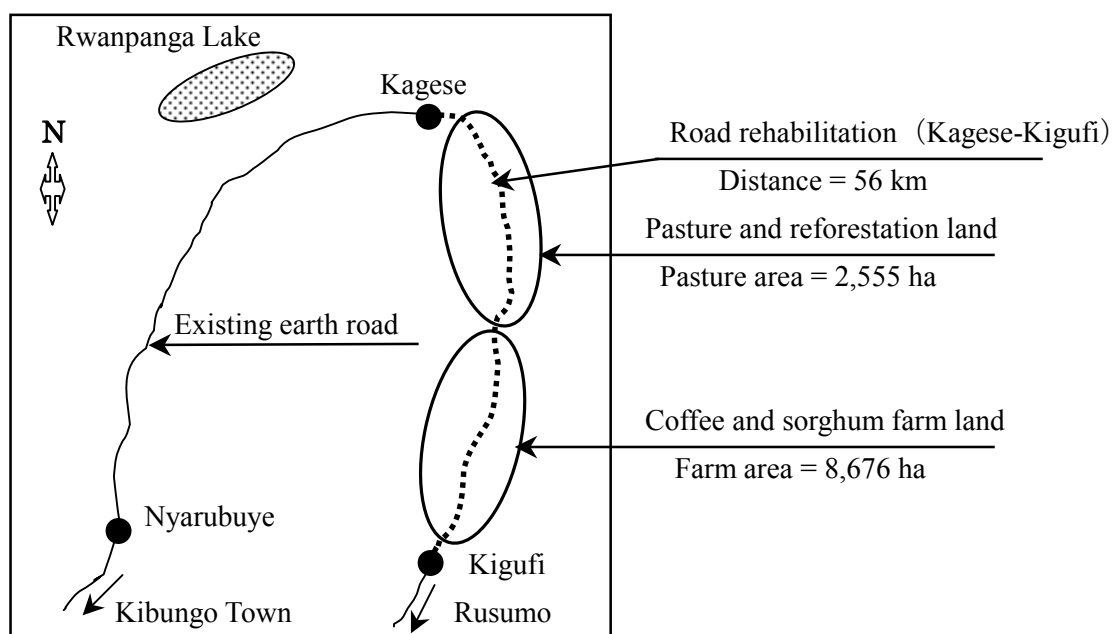 Rwanpanga Lake
Kagese
N
Road rehabilitation（Kagese-Kigufi）
Distance = 56 km
Pasture and reforestation land
Pasture area = 2,555 ha
Existing earth road
Coffee and sorghum farm land
Farm area = 8,676 ha
Nyarubuye
Kigufi
Kibungo Town
Rusumo